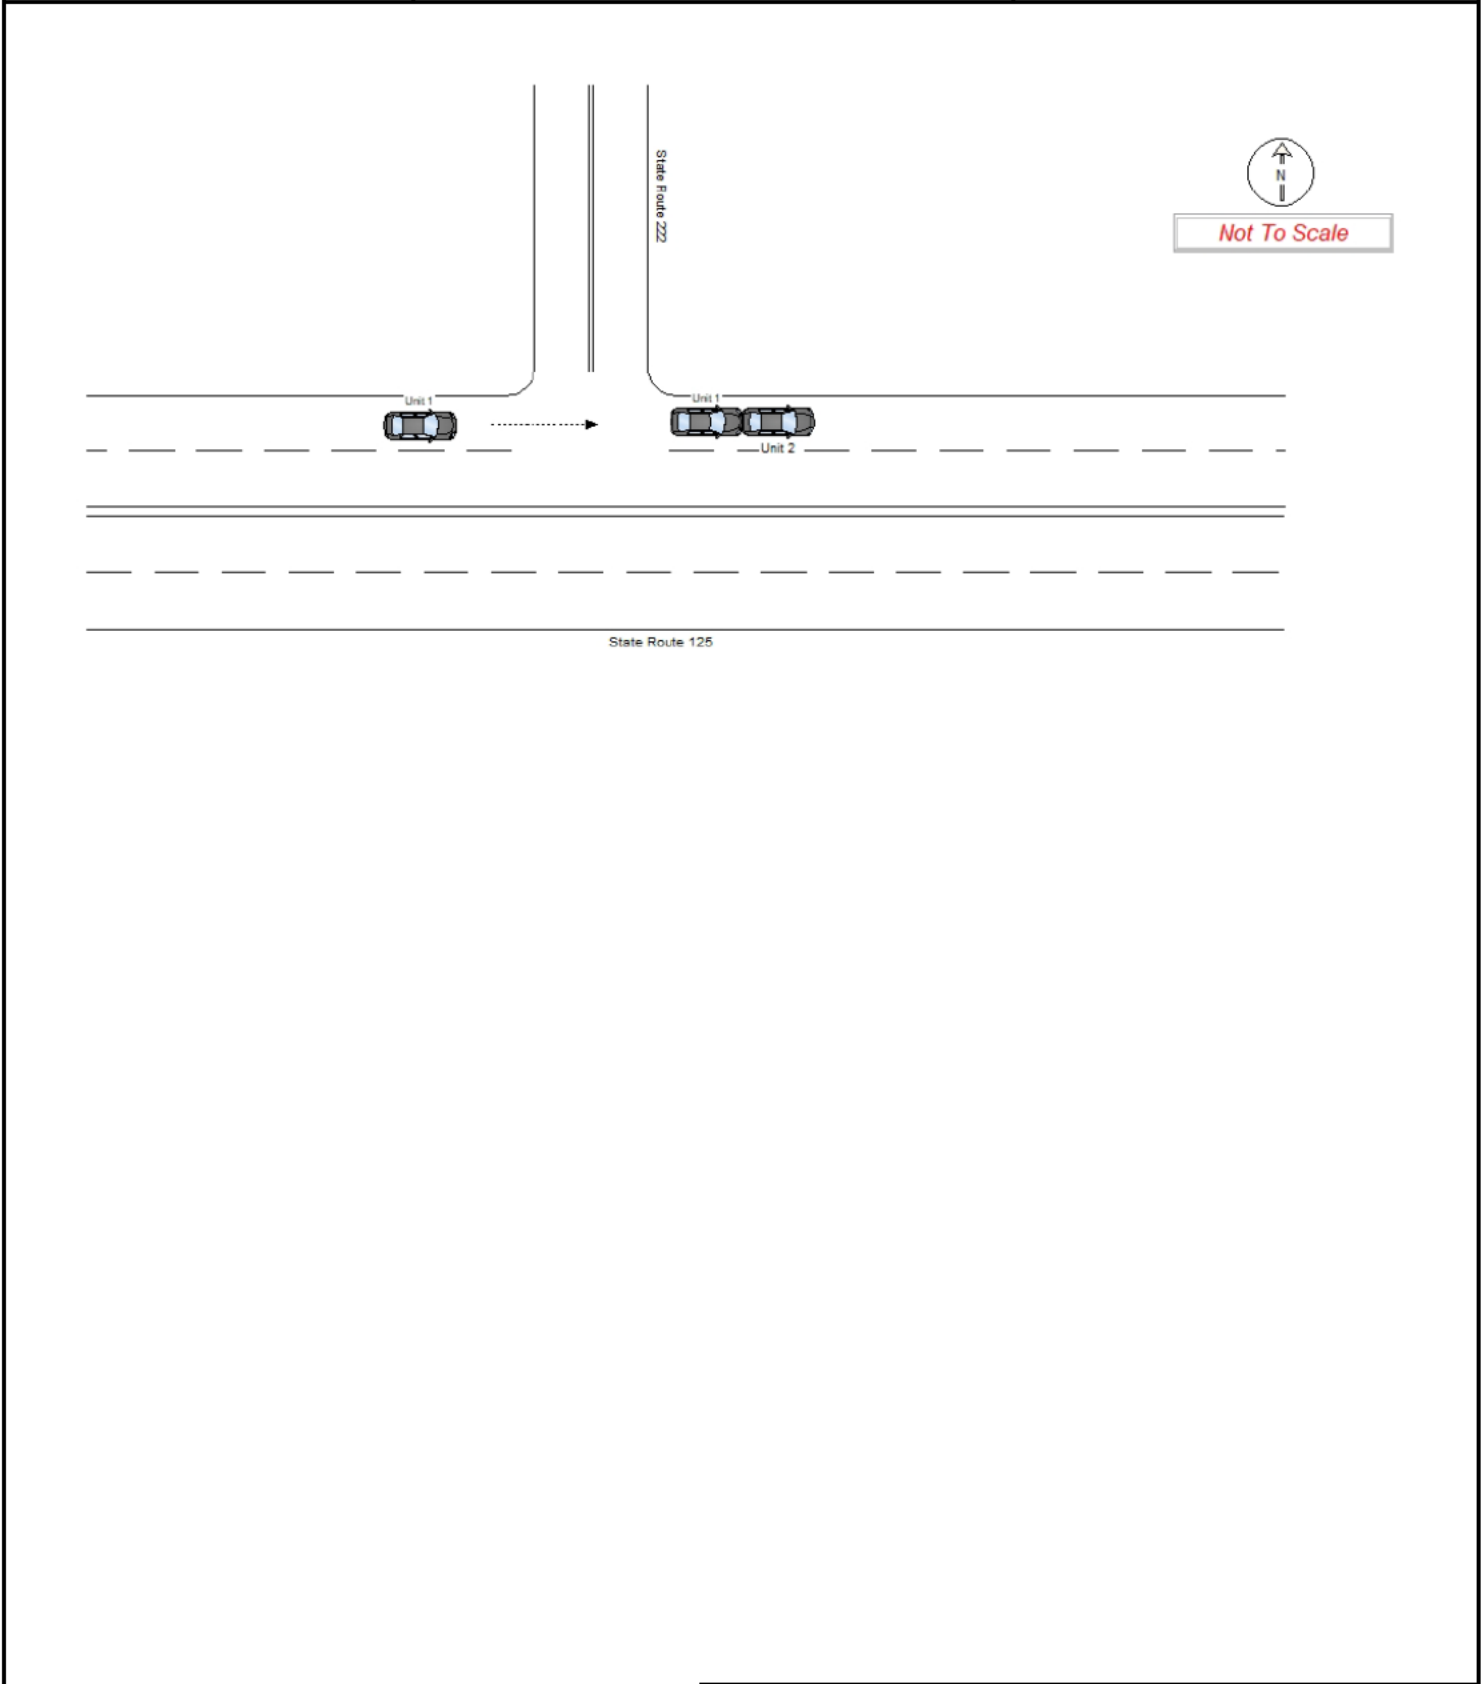 State Route 222
N
Not To Scale
Unit 1
Unit 1
Unit 2
State Route 125